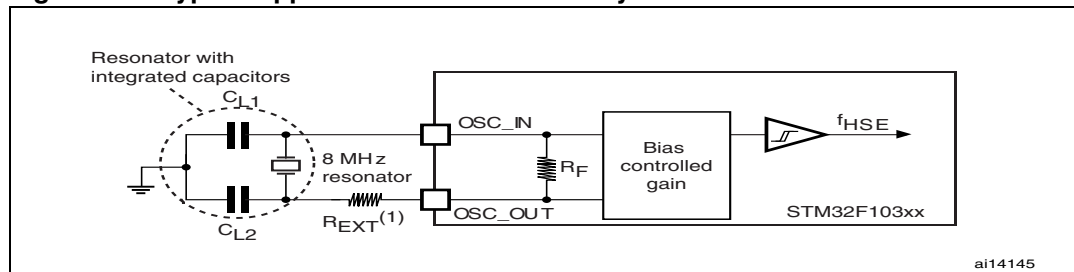 Resonator with
integrated capacitors
CL1
OSC_IN
fHSE
8 MHz
resonator
RF
Bias
controlled
gain
REXT(1)
OSC_OUT
STM32F103xx
CL2
ai14145